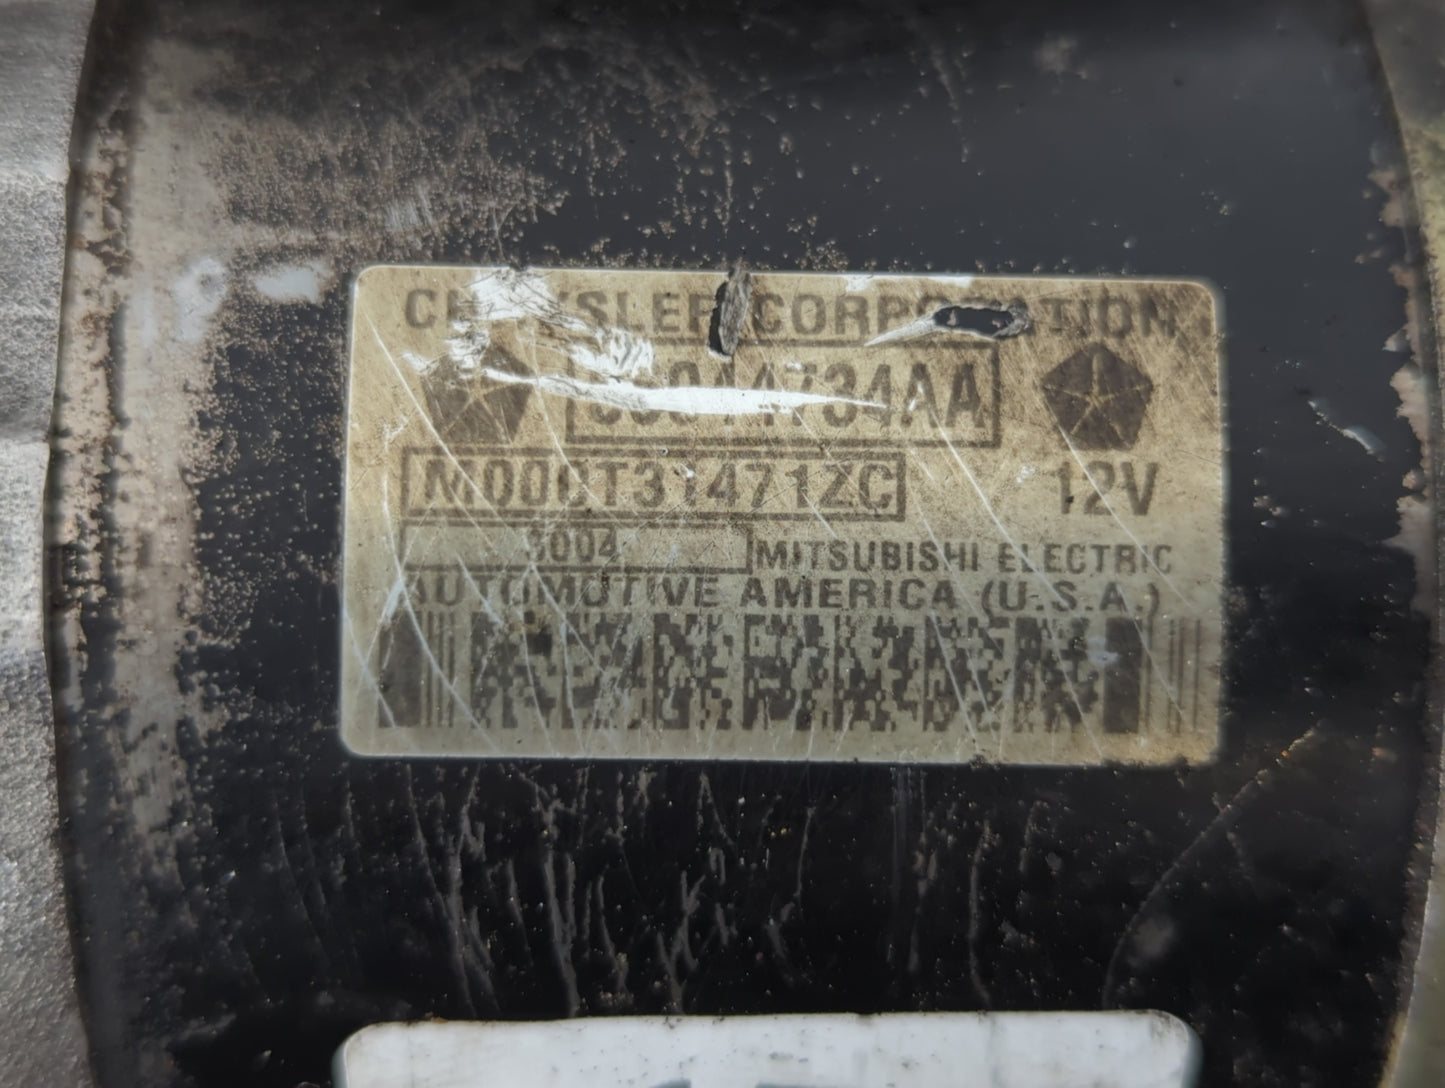 CHRYSLER CORPORATION
M000T31471ZC 12V
MITSUBISHI ELECTRIC
AUTOMOTIVE AMERICA (U.S.A.)